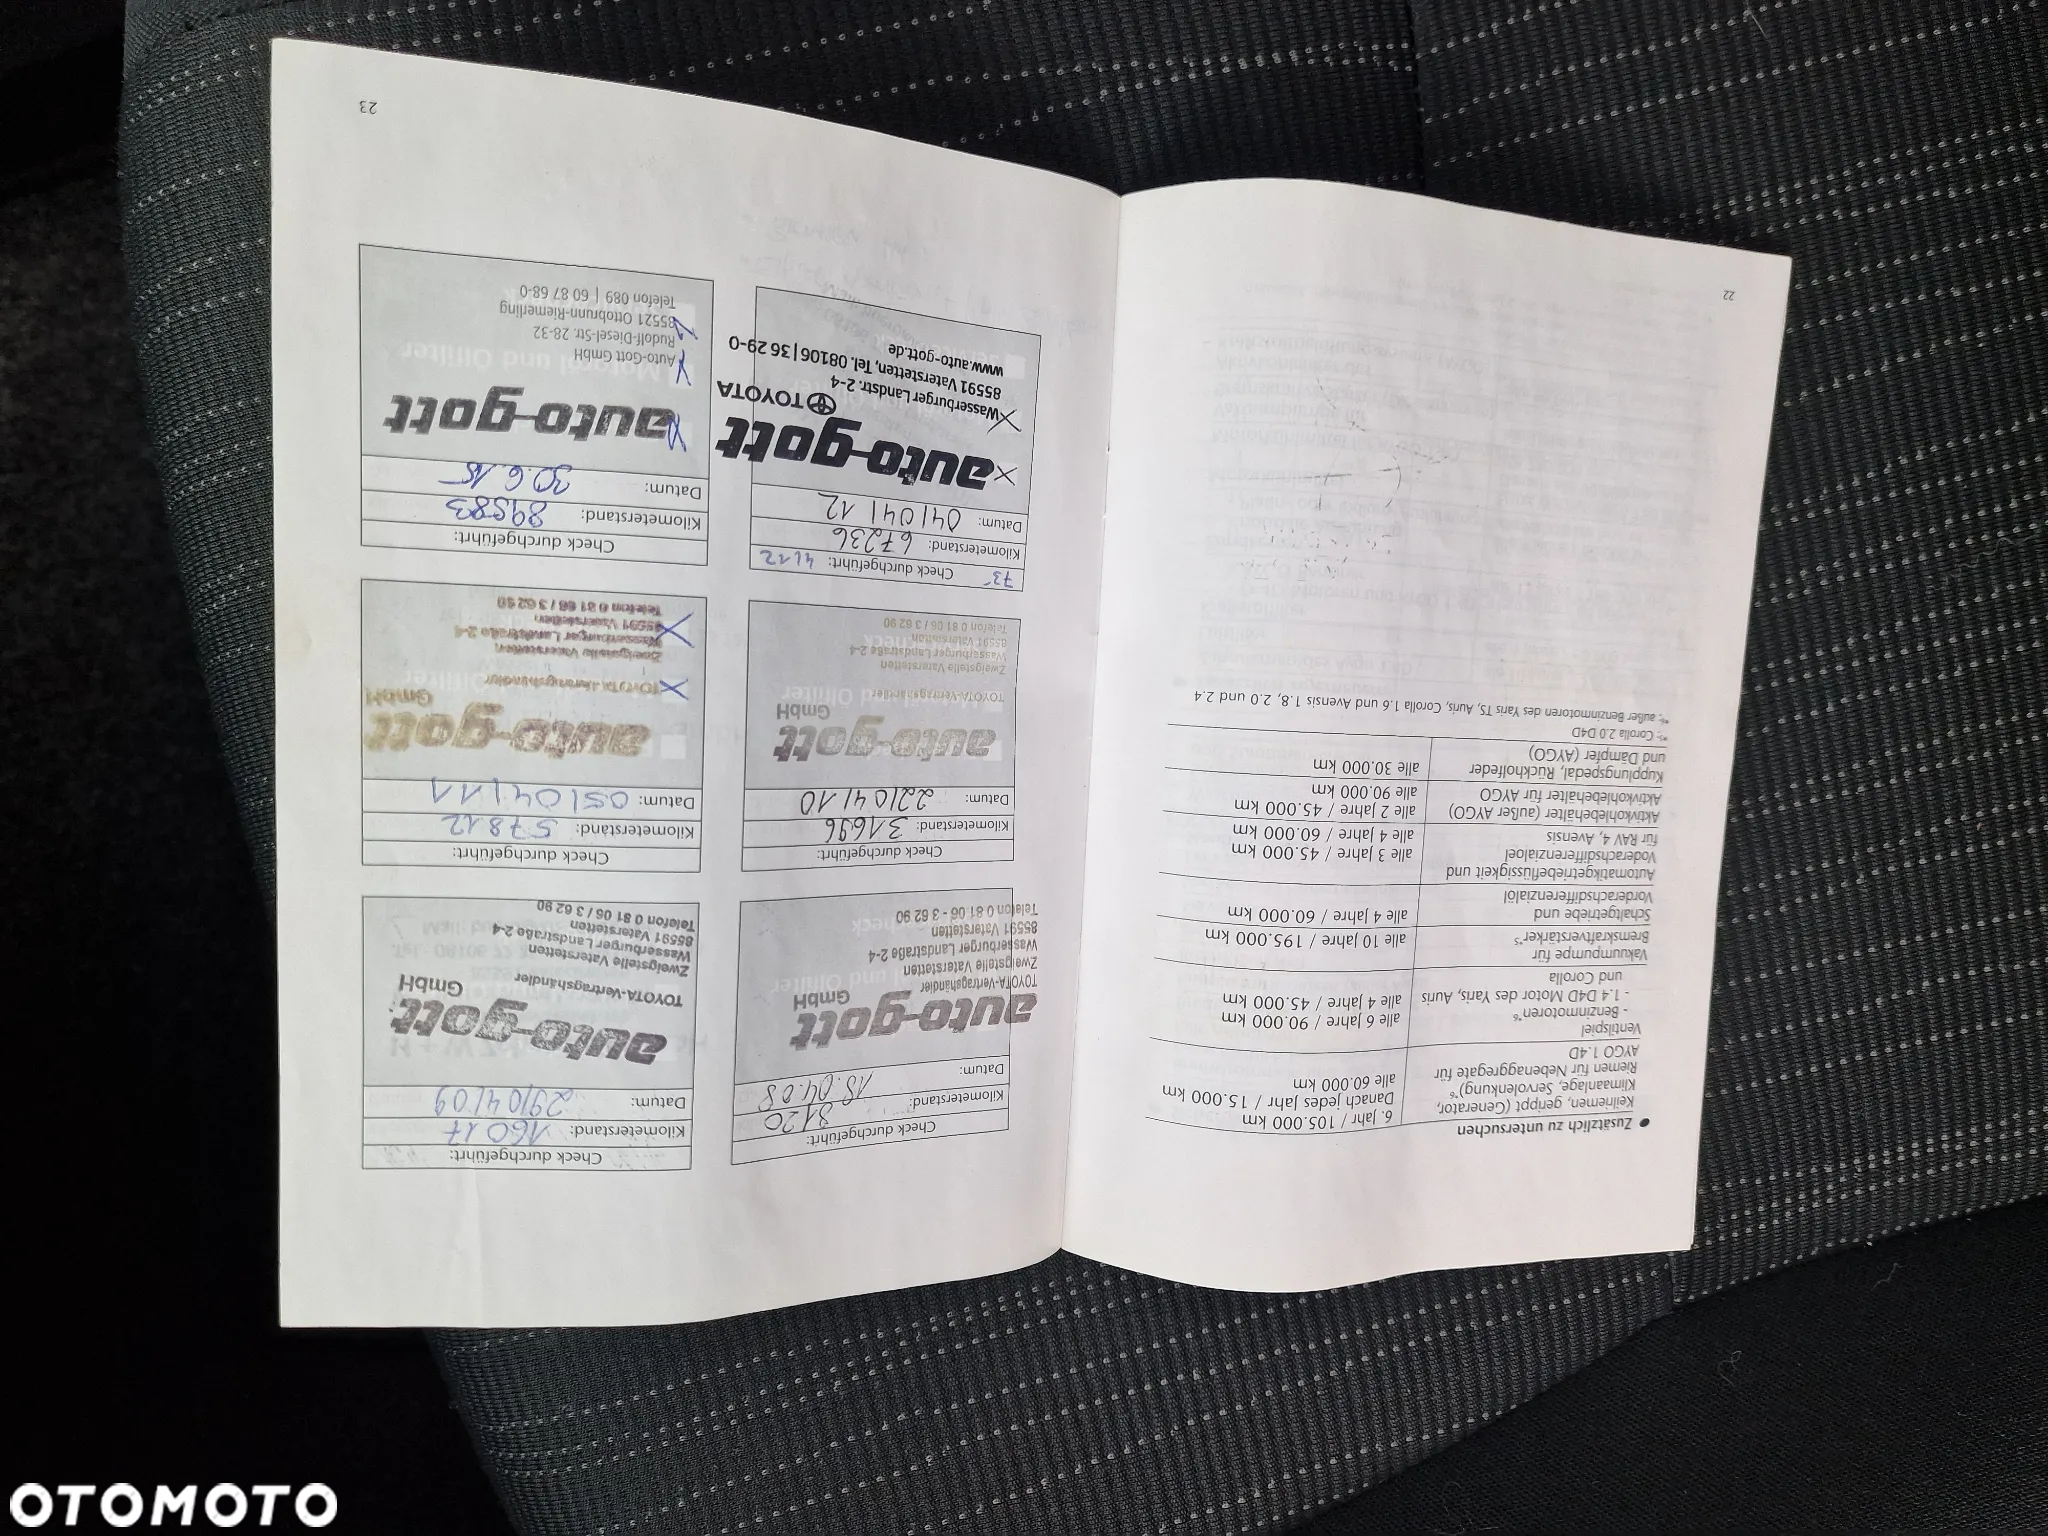 • Zusätzlich zu untersuchen
Keilriemen, gerippt (Generator, Klimaanlage, Servolenkung)*6
6. Jahr / 105.000 km
Danach jedes Jahr / 15.000 km
Riemen für Nebenaggregate für AYGO 1.4D
alle 60.000 km
Ventilspiel
- Benzinmotoren*6
alle 6 Jahre / 90.000 km
- 1.4 D4D Motor des Yaris, Auris und Corolla
alle 4 Jahre / 45.000 km
Vakuumpumpe für Bremskraftverstärker*5
alle 10 Jahre / 195.000 km
Schaltgetriebe und Vorderachsdifferenzialöl
alle 4 Jahre / 60.000 km
Automatikgetriebeflüssigkeit und
Voderachsdifferenzialoel
alle 3 Jahre / 45.000 km
für RAV 4, Avensis
alle 4 Jahre / 60.000 km
Aktivkohlebehälter (außer AYGO)
alle 2 Jahre / 45.000 km
Aktivkohlebehälter für AYGO
alle 90.000 km
Kupplungspedal, Rückholfeder und Dämpfer (AYGO)
alle 30.000 km
*5: Corolla 2.0 D4D
*6: außer Benzinmotoren des Yaris TS, Auris, Corolla 1.6 und Avensis 1.8, 2.0 und 2.4
22
Check durchgeführt:
Kilometerstand: 3120
Datum: 18.04.08
auto-gott
GmbH
TOYOTA-Vertragshändler
Zweigstelle Vaterstetten
Wasserburger Landstraße 2-4
85591 Vaterstetten
Telefon 0 81 06 - 3 62 90
Check durchgeführt:
Kilometerstand: 16017
Datum: 29/04/09
auto-gott
GmbH
TOYOTA-Vertragshändler
Zweigstelle Vaterstetten
Wasserburger Landstraße 2-4
85591 Vaterstetten
Telefon 0 81 06 / 3 62 90
Check durchgeführt:
Kilometerstand: 31696
Datum: 22/04/10
auto-gott
GmbH
TOYOTA-Vertragshändler
Zweigstelle Vaterstetten
Wasserburger Landstraße 2-4
85591 Vaterstetten
Telefon 0 81 06 / 3 62 90
Check durchgeführt:
Kilometerstand: 57812
Datum: 05/04/11
auto-gott
GmbH
TOYOTA-Vertragshändler
Zweigstelle Vaterstetten
Wasserburger Landstraße 2-4
85591 Vaterstetten
Telefon 0 81 06 / 3 62 90
73" Check durchgeführt: 4112
Kilometerstand: 67236
Datum: 04/04/12
auto-gott
TOYOTA
Wasserburger Landstr. 2-4
85591 Vaterstetten, Tel. 08106 | 36 29-0
www.auto-gott.de
Check durchgeführt:
Kilometerstand: 89583
Datum: 30.6.15
auto-gott
Auto-Gott GmbH
Rudolf-Diesel-Str. 28-32
85521 Ottobrunn-Riemerling
Telefon 089 | 60 87 68-0
23
OTOMOTO